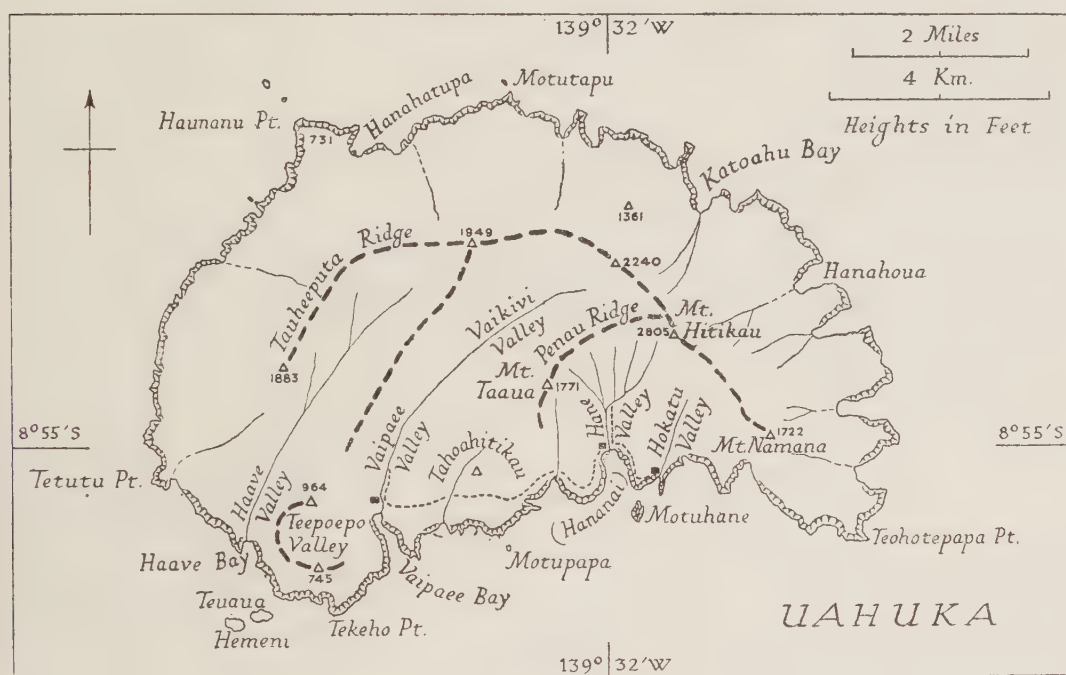 139° 32'W
2 Miles
4 Km.
Heights in Feet
Motutapu
Hanahatupa
Haunanu Pt.
731
Katoahu Bay
1361
1949
Tauheeputa Ridge
2240
Hanahoua
Vaikivi
Valley
Penau Ridge
Mt.
Hitikau
2805
1883
Mt.
Taaua
1771
8°55'S
8°55'S
Vaipaee
Valley
Tahoahitikau
Hane
Valley
Hokatu
Valley
1722
Mt. Namana
Tetutu Pt.
Haave
Valley
964
Teepoepo
Valley
745
(Hananai)
Motuhane
Teohotepapa Pt.
Haave Bay
Motupapa
Vaipaee Bay
Teuaua
Hemeni
Tekeho Pt.
UAHUKA
139° 32'W